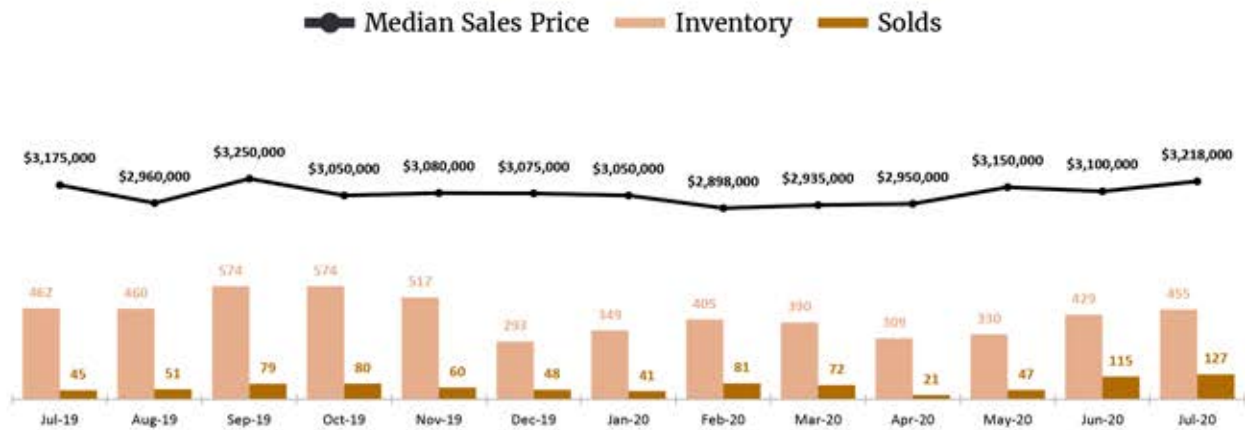 Median Sales Price Inventory Solds
$3,175,000 $2,960,000 $3,250,000 $3,050,000 $3,080,000 $3,075,000 $3,050,000 $2,898,000 $2,935,000 $2,950,000 $3,150,000 $3,100,000 $3,218,000
462 460 574 574 517 293 349 405 390 309 330 429 455
45 51 79 80 60 48 41 81 72 21 47 115 127
Jul-19 Aug-19 Sep-19 Oct-19 Nov-19 Dec-19 Jan-20 Feb-20 Mar-20 Apr-20 May-20 Jun-20 Jul-20